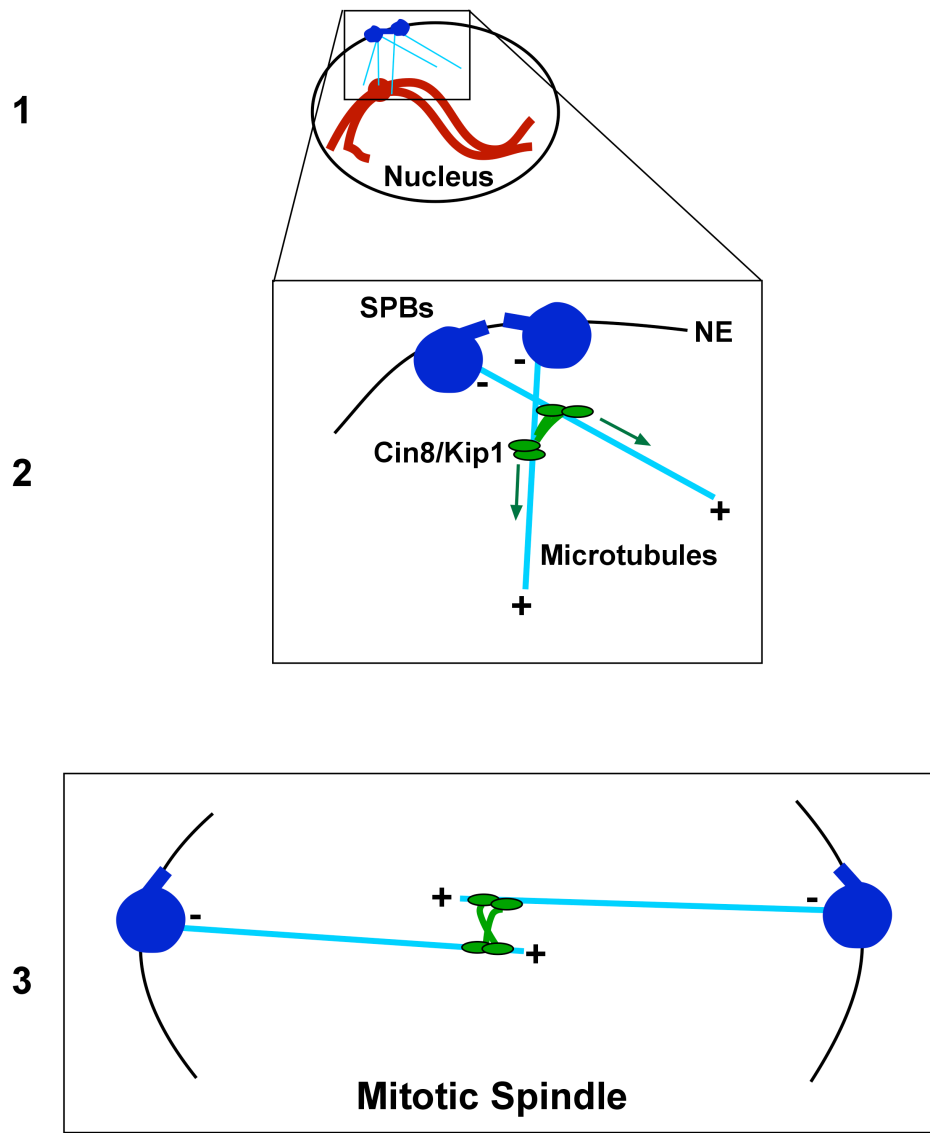 1
Nucleus
SPBs
NE
-
-
2
Cin8/Kip1
+
Microtubules
+
+
-
-
+
3
Mitotic Spindle